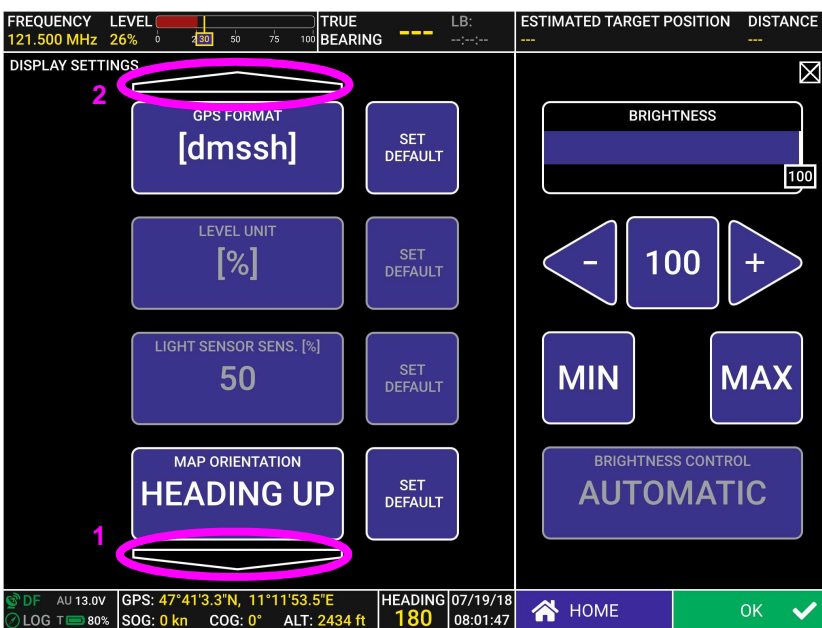 FREQUENCY LEVEL TRUE LB: ESTIMATED TARGET POSITION DISTANCE
121.500 MHz 26% 0 2 30 50 75 100 BEARING --- --:--:-- --- ---
DISPLAY SETTINGS
2
GPS FORMAT
[dmssh]
SET
DEFAULT
LEVEL UNIT
[%]
SET
DEFAULT
LIGHT SENSOR SENS. [%]
50
SET
DEFAULT
MAP ORIENTATION
HEADING UP
SET
DEFAULT
1
BRIGHTNESS
100
- 100 +
MIN MAX
BRIGHTNESS CONTROL
AUTOMATIC
DF AU 13.0V GPS: 47°41'3.3"N, 11°11'53.5"E HEADING 07/19/18 HOME OK
LOG T 80% SOG: 0 kn COG: 0° ALT: 2434 ft 180 08:01:47